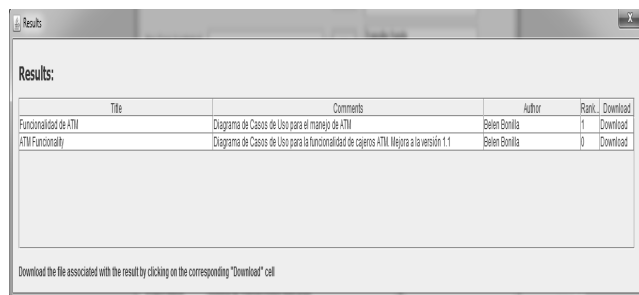 Results
X
Results:
Title Comments Author Rank... Download
Funcionalidad de ATM Diagrama de Casos de Uso para el manejo de ATM Belen Bonilla 1 Download
ATM Funcionality Diagrama de Casos de Uso para la funcionalidad de cajeros ATM. Mejora a la versión 1.1 Belen Bonilla 0 Download
Download the file associated with the result by clicking on the corresponding "Download" cell